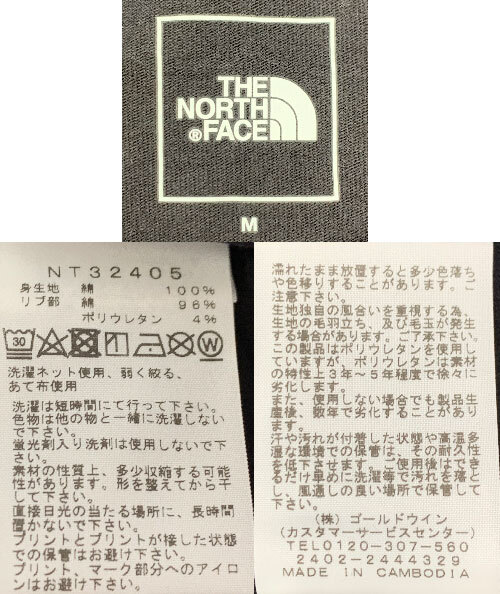 THE
NORTH
®FACE
M
NT32405
身生地 綿 100%
リブ部 綿 96%
ポリウレタン 4%
30
W
洗濯ネット使用、弱く絞る、
あて布使用
洗濯は短時間にて行って下さい。
色物は他の物と一緒に洗濯しない
で下さい。
蛍光剤入り洗剤は使用しないで下
さい。
素材の性質上、多少収縮する可能
性があります。形を整えてから干
して下さい。
直接日光の当たる場所に、長時間
置かないで下さい。
プリントとプリントが接した状態
での保管はお避け下さい。
プリント、マーク部分へのアイロ
ンはお避け下さい。
濡れたまま放置すると多少色落ち
や色移りすることがあります。ご
注意下さい。
生地独自の風合いを重視する為、
生地の毛羽立ち、及び毛玉が発生
する場合があります。ご了承下さい。
この製品はポリウレタンを使用し
ていますが、ポリウレタンは素材
の特性上3年～5年程度で徐々に
劣化します。
また、使用しない場合でも製品生
産後、数年で劣化することがあり
ます。
汗や汚れが付着した状態や高温多
湿な環境での保管は、その耐久性
を低下させます。ご使用後はでき
るだけ早めに洗濯等で汚れを落と
し、風通しの良い場所で保管して
下さい。
(株)ゴールドウイン
(カスタマーサービスセンター)
TEL0120-307-560
2402-2444329
MADE IN CAMBODIA